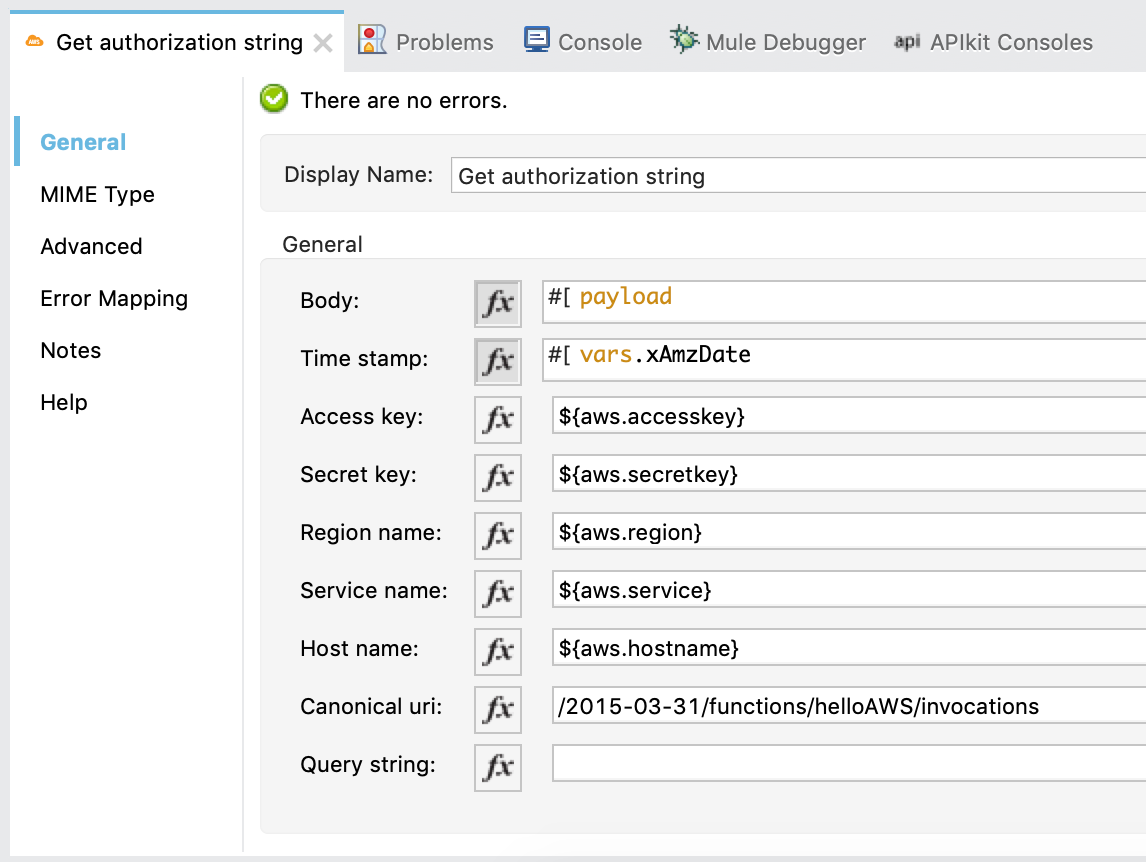 Get authorization string
Problems
Console
Mule Debugger
api APIkit Consoles
There are no errors.
General
MIME Type
Advanced
Error Mapping
Notes
Help
Display Name: Get authorization string
General
Body: fx #[ payload
Time stamp: fx #[ vars.xAmzDate
Access key: fx ${aws.accesskey}
Secret key: fx ${aws.secretkey}
Region name: fx ${aws.region}
Service name: fx ${aws.service}
Host name: fx ${aws.hostname}
Canonical uri: fx /2015-03-31/functions/helloAWS/invocations
Query string: fx